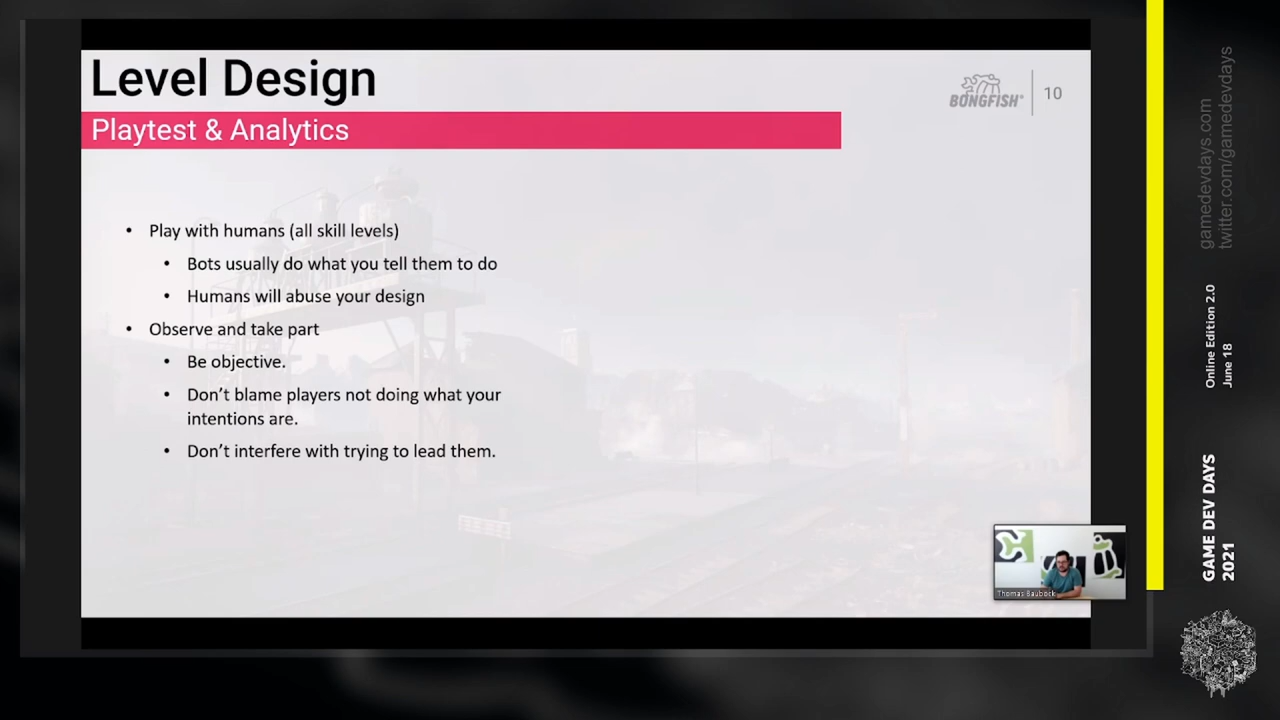 Level Design
Playtest & Analytics
BONGFISH®
10
• Play with humans (all skill levels)
• Bots usually do what you tell them to do
• Humans will abuse your design
• Observe and take part
• Be objective.
• Don’t blame players not doing what your
intentions are.
• Don’t interfere with trying to lead them.
Thomas Baubock
gamedevdays.com
twitter.com/gamedevdays
Online Edition 2.0
June 18
GAME DEV DAYS
2021